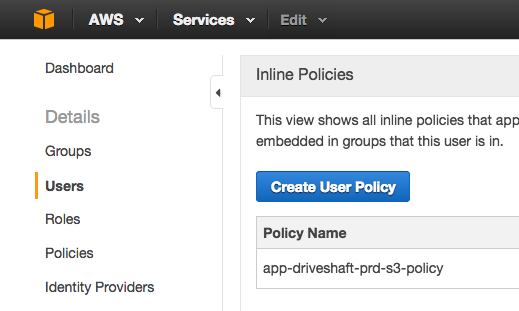 AWS Services Edit
Dashboard
Details
Groups
Users
Roles
Policies
Identity Providers
Inline Policies
This view shows all inline policies that app
embedded in groups that this user is in.
Create User Policy
Policy Name
app-driveshaft-prd-s3-policy